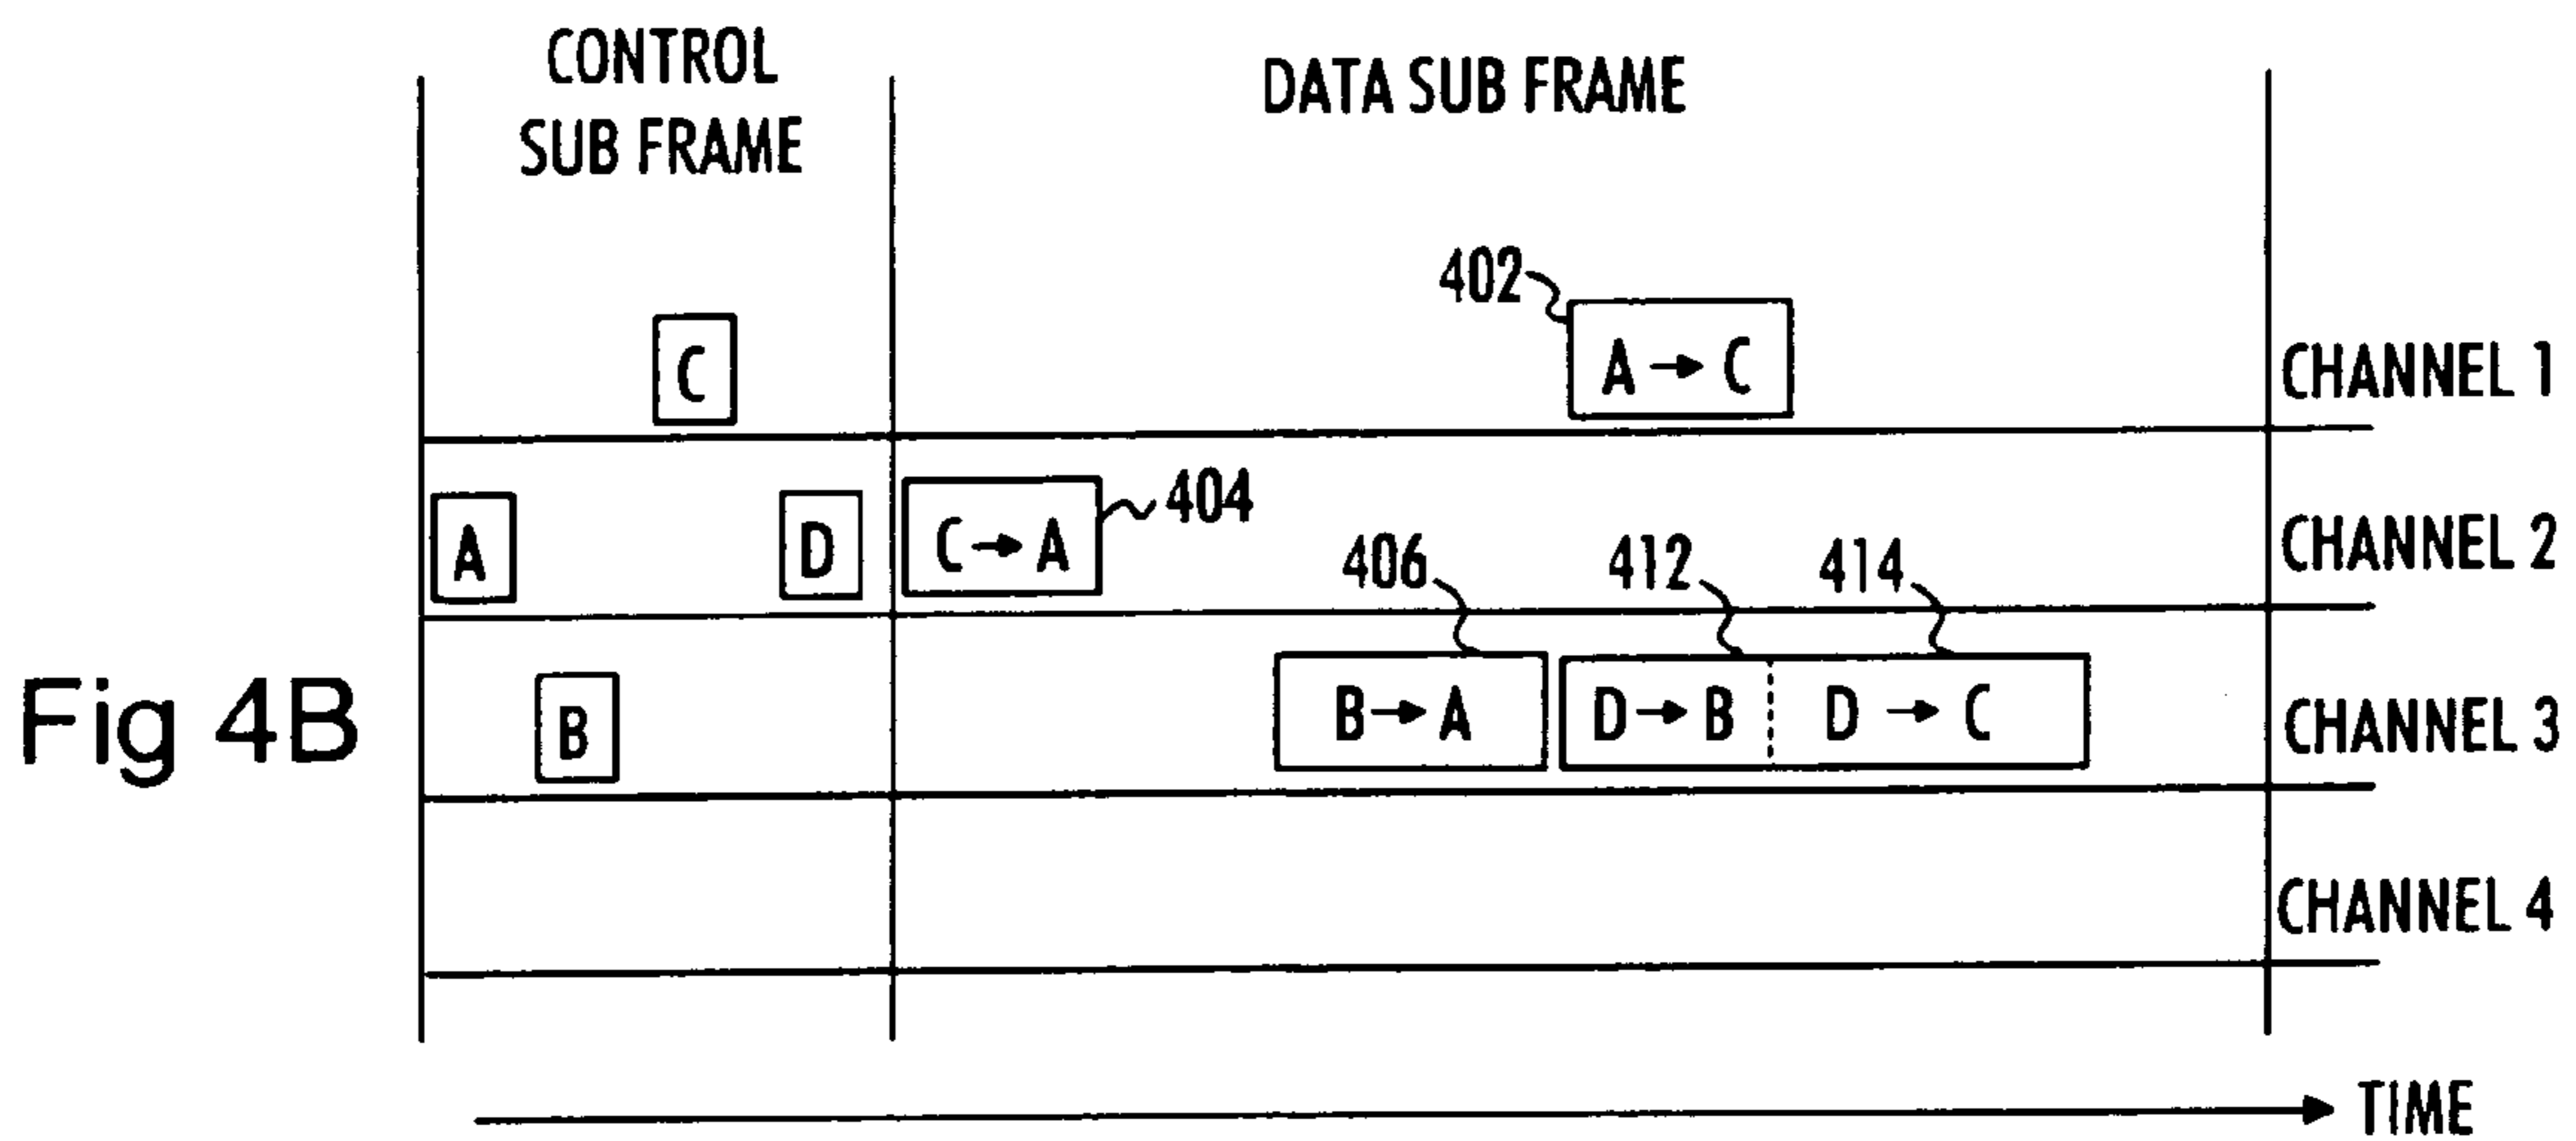 CONTROL
SUB FRAME
DATA SUB FRAME
402
C
A → C
CHANNEL 1
A
D
C → A
404
CHANNEL 2
406
412
414
Fig 4B
B
B → A
D → B
D → C
CHANNEL 3
CHANNEL 4
TIME